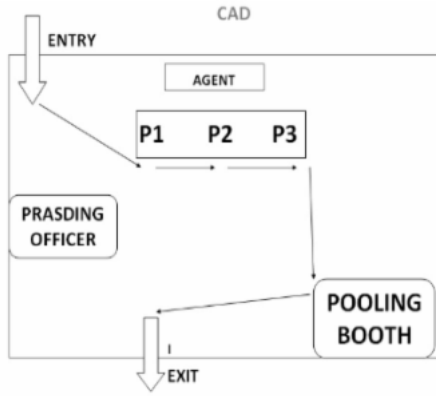 CAD
ENTRY
AGENT
P1 P2 P3
PRASDING
OFFICER
POOLING
BOOTH
I
EXIT